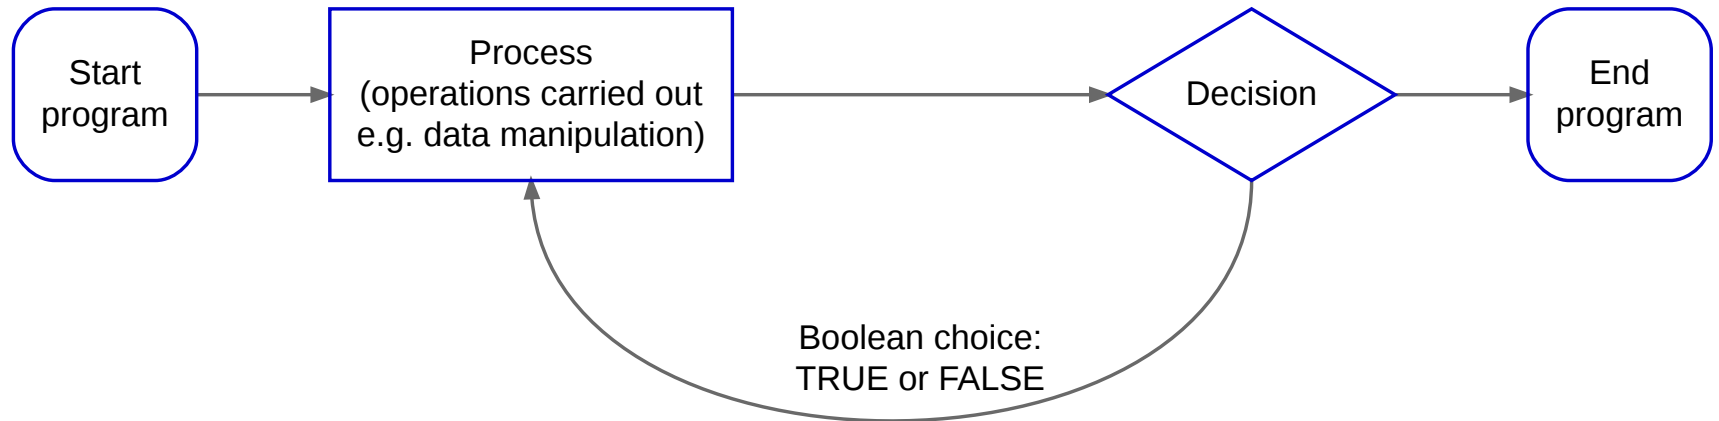 Start
program
Process
(operations carried out
e.g. data manipulation)
Decision
End
program
Boolean choice:
TRUE or FALSE